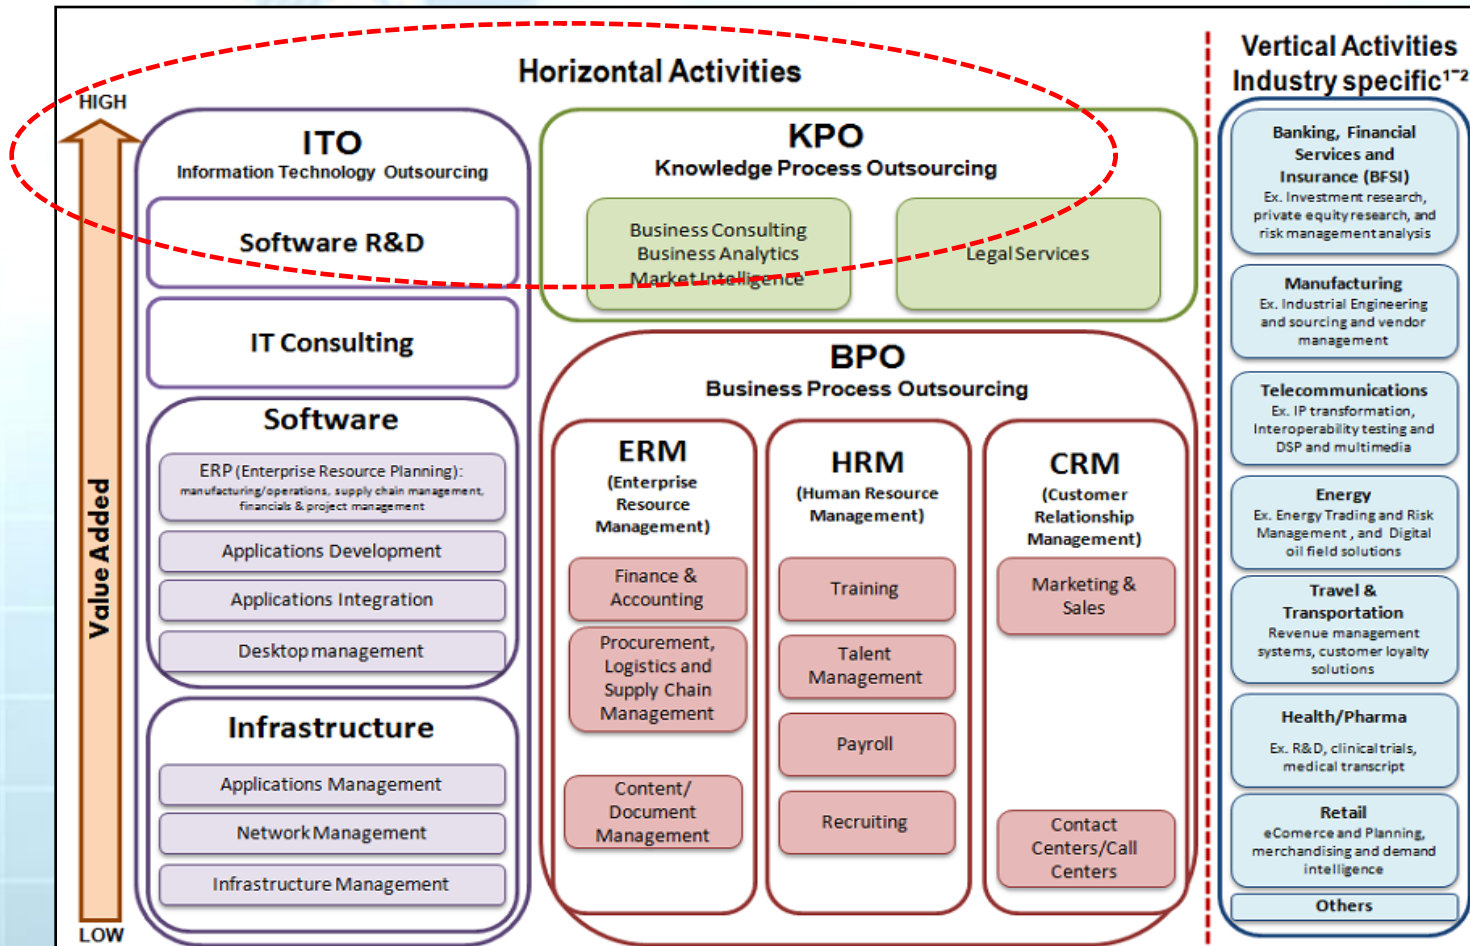 Horizontal Activities
Vertical Activities
Industry specific¹⁻²
HIGH
Value Added
LOW
ITO
Information Technology Outsourcing
Software R&D
IT Consulting
Software
ERP (Enterprise Resource Planning):
manufacturing/operations, supply chain management,
financials & project management
Applications Development
Applications Integration
Desktop management
Infrastructure
Applications Management
Network Management
Infrastructure Management
KPO
Knowledge Process Outsourcing
Business Consulting
Business Analytics
Market Intelligence
Legal Services
BPO
Business Process Outsourcing
ERM
(Enterprise
Resource
Management)
Finance &
Accounting
Procurement,
Logistics and
Supply Chain
Management
Content/
Document
Management
HRM
(Human Resource
Management)
Training
Talent
Management
Payroll
Recruiting
CRM
(Customer
Relationship
Management)
Marketing &
Sales
Contact
Centers/Call
Centers
Banking, Financial
Services and
Insurance (BFSI)
Ex. Investment research,
private equity research, and
risk management analysis
Manufacturing
Ex. Industrial Engineering
and sourcing and vendor
management
Telecommunications
Ex. IP transformation,
Interoperability testing and
DSP and multimedia
Energy
Ex. Energy Trading and Risk
Management , and Digital
oil field solutions
Travel &
Transportation
Revenue management
systems, customer loyalty
solutions
Health/Pharma
Ex. R&D, clinical trials,
medical transcript
Retail
eComerce and Planning,
merchandising and demand
intelligence
Others